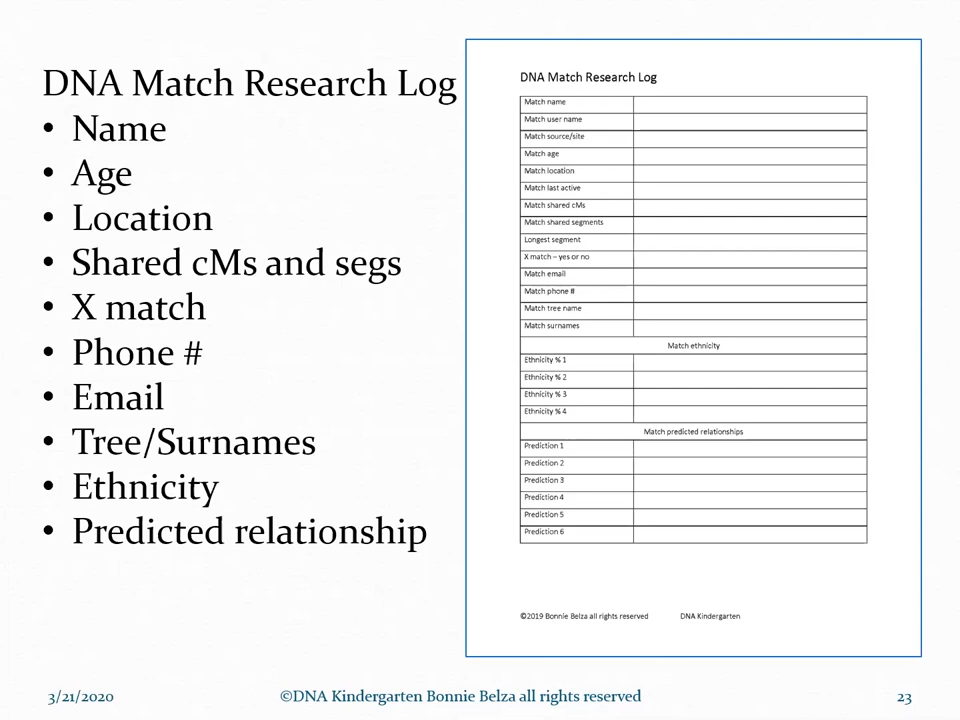 DNA Match Research Log
• Name
• Age
• Location
• Shared cMs and segs
• X match
• Phone #
• Email
• Tree/Surnames
• Ethnicity
• Predicted relationship
DNA Match Research Log
Match name
Match user name
Match source/site
Match age
Match location
Match last active
Match shared cMs
Match shared segments
Longest segment
X match – yes or no
Match email
Match phone #
Match tree name
Match surnames
Match ethnicity
Ethnicity % 1
Ethnicity % 2
Ethnicity % 3
Ethnicity % 4
Match predicted relationships
Prediction 1
Prediction 2
Prediction 3
Prediction 4
Prediction 5
Prediction 6
©2019 Bonnie Belza all rights reserved DNA Kindergarten
3/21/2020 ©DNA Kindergarten Bonnie Belza all rights reserved 23